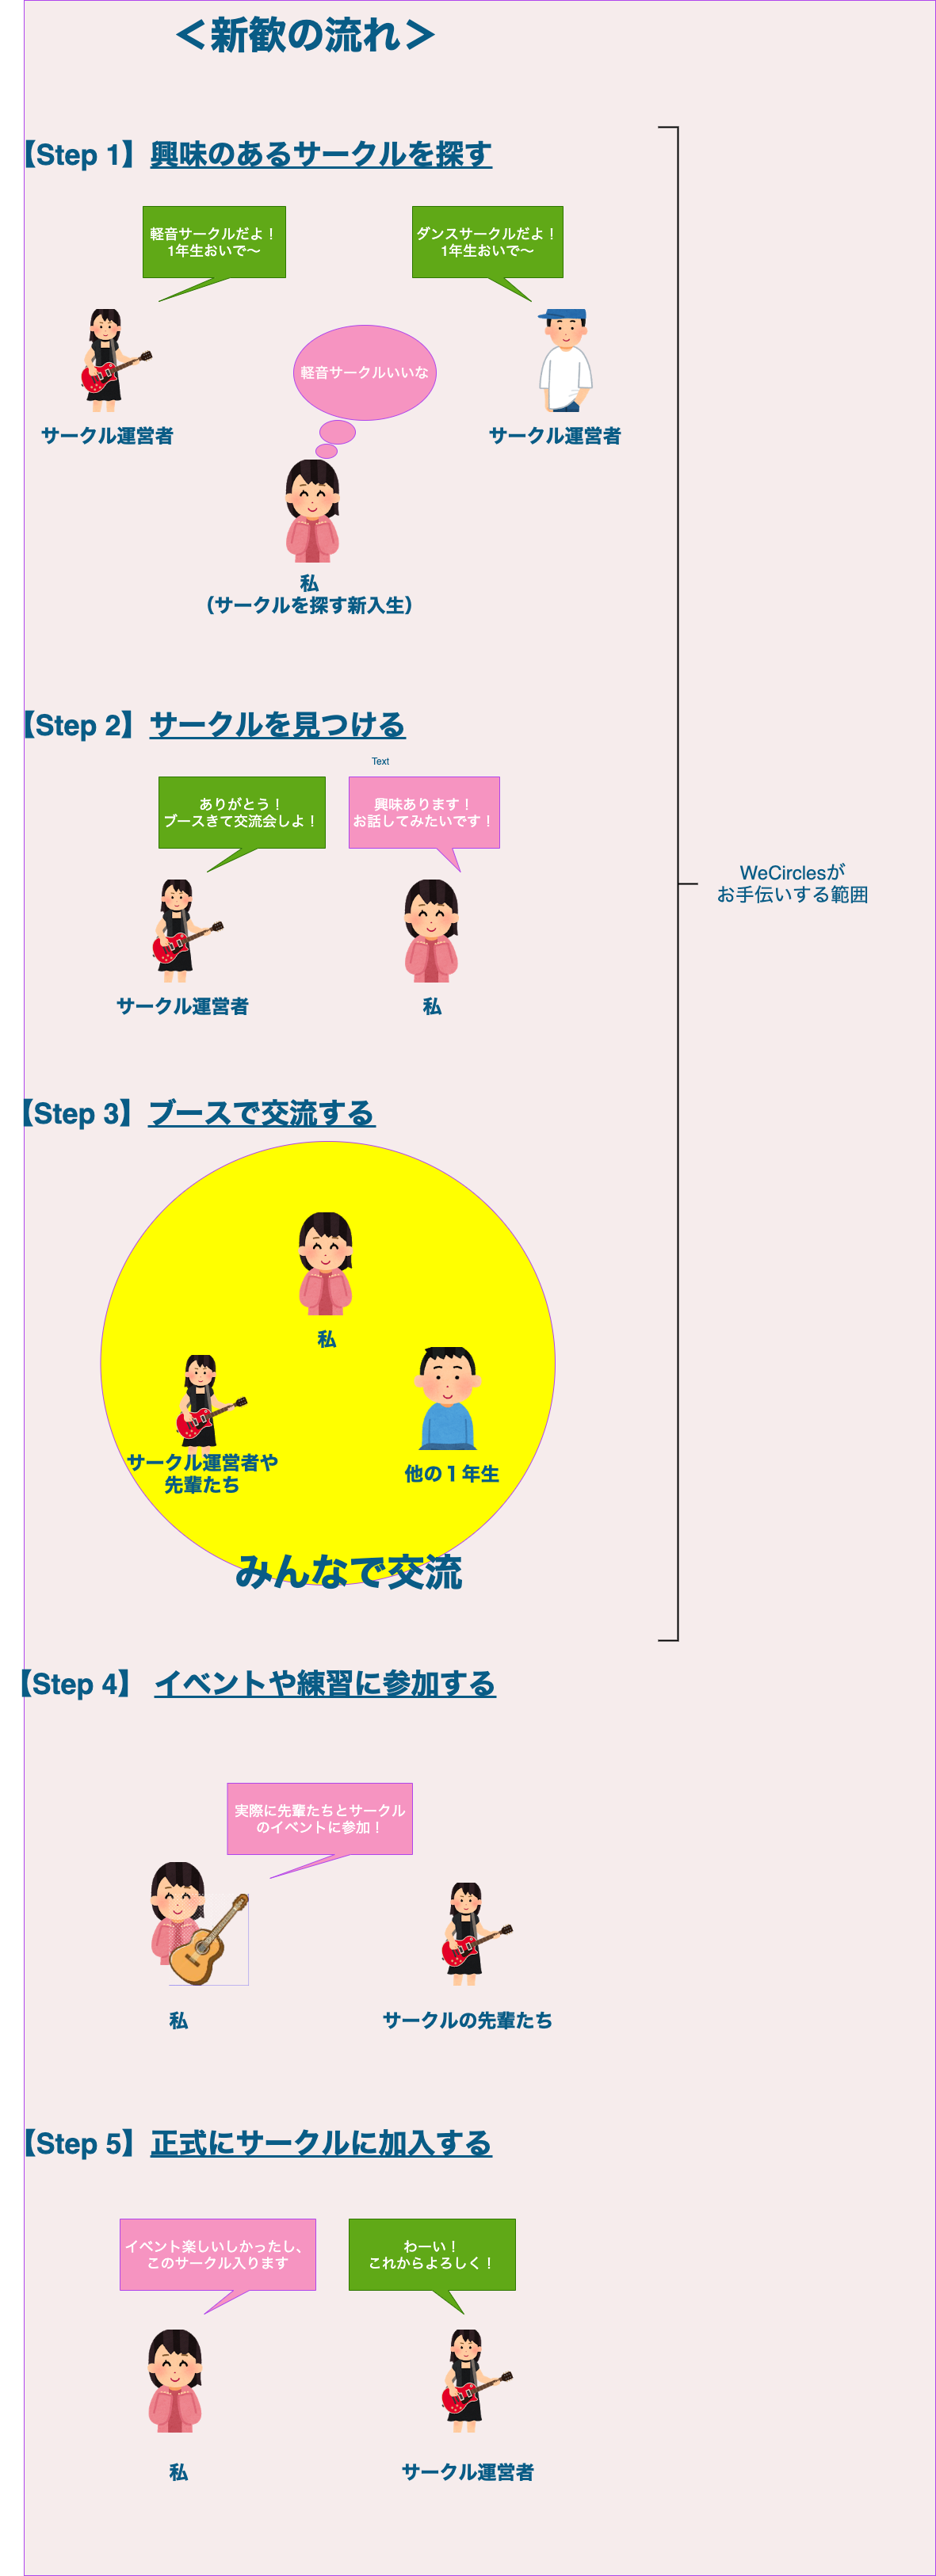 ＜新歓の流れ＞
【Step 1】興味のあるサークルを探す
軽音サークルだよ！
1年生おいで〜
ダンスサークルだよ！
1年生おいで〜
軽音サークルいいな
サークル運営者
サークル運営者
私
（サークルを探す新入生）
【Step 2】サークルを見つける
Text
ありがとう！
ブースきて交流会しよ！
興味あります！
お話してみたいです！
サークル運営者
私
WeCirclesが
お手伝いする範囲
【Step 3】ブースで交流する
私
サークル運営者や
先輩たち
他の１年生
みんなで交流
【Step 4】 イベントや練習に参加する
実際に先輩たちとサークル
のイベントに参加！
私
サークルの先輩たち
【Step 5】正式にサークルに加入する
イベント楽しいしかったし、
このサークル入ります
わーい！
これからよろしく！
私
サークル運営者